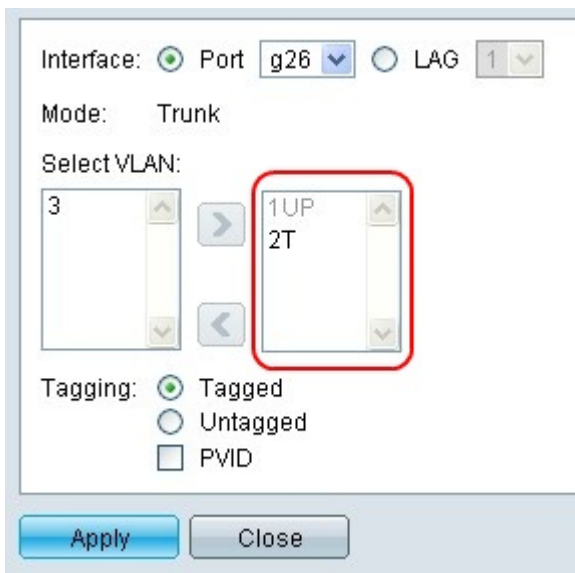 Interface: Port g26 LAG 1
Mode: Trunk
Select VLAN:
3
1UP
2T
Tagging: Tagged
Untagged
PVID
Apply Close